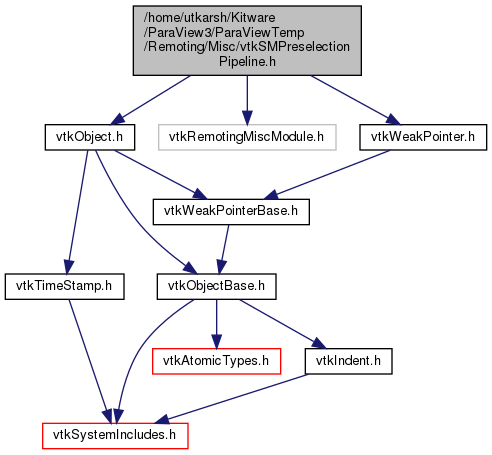 /home/utkarsh/Kitware
/ParaView3/ParaViewTemp
/Remoting/Misc/vtkSMPreselection
Pipeline.h
vtkObject.h
vtkRemotingMiscModule.h
vtkWeakPointer.h
vtkWeakPointerBase.h
vtkTimeStamp.h
vtkObjectBase.h
vtkAtomicTypes.h
vtkIndent.h
vtkSystemIncludes.h